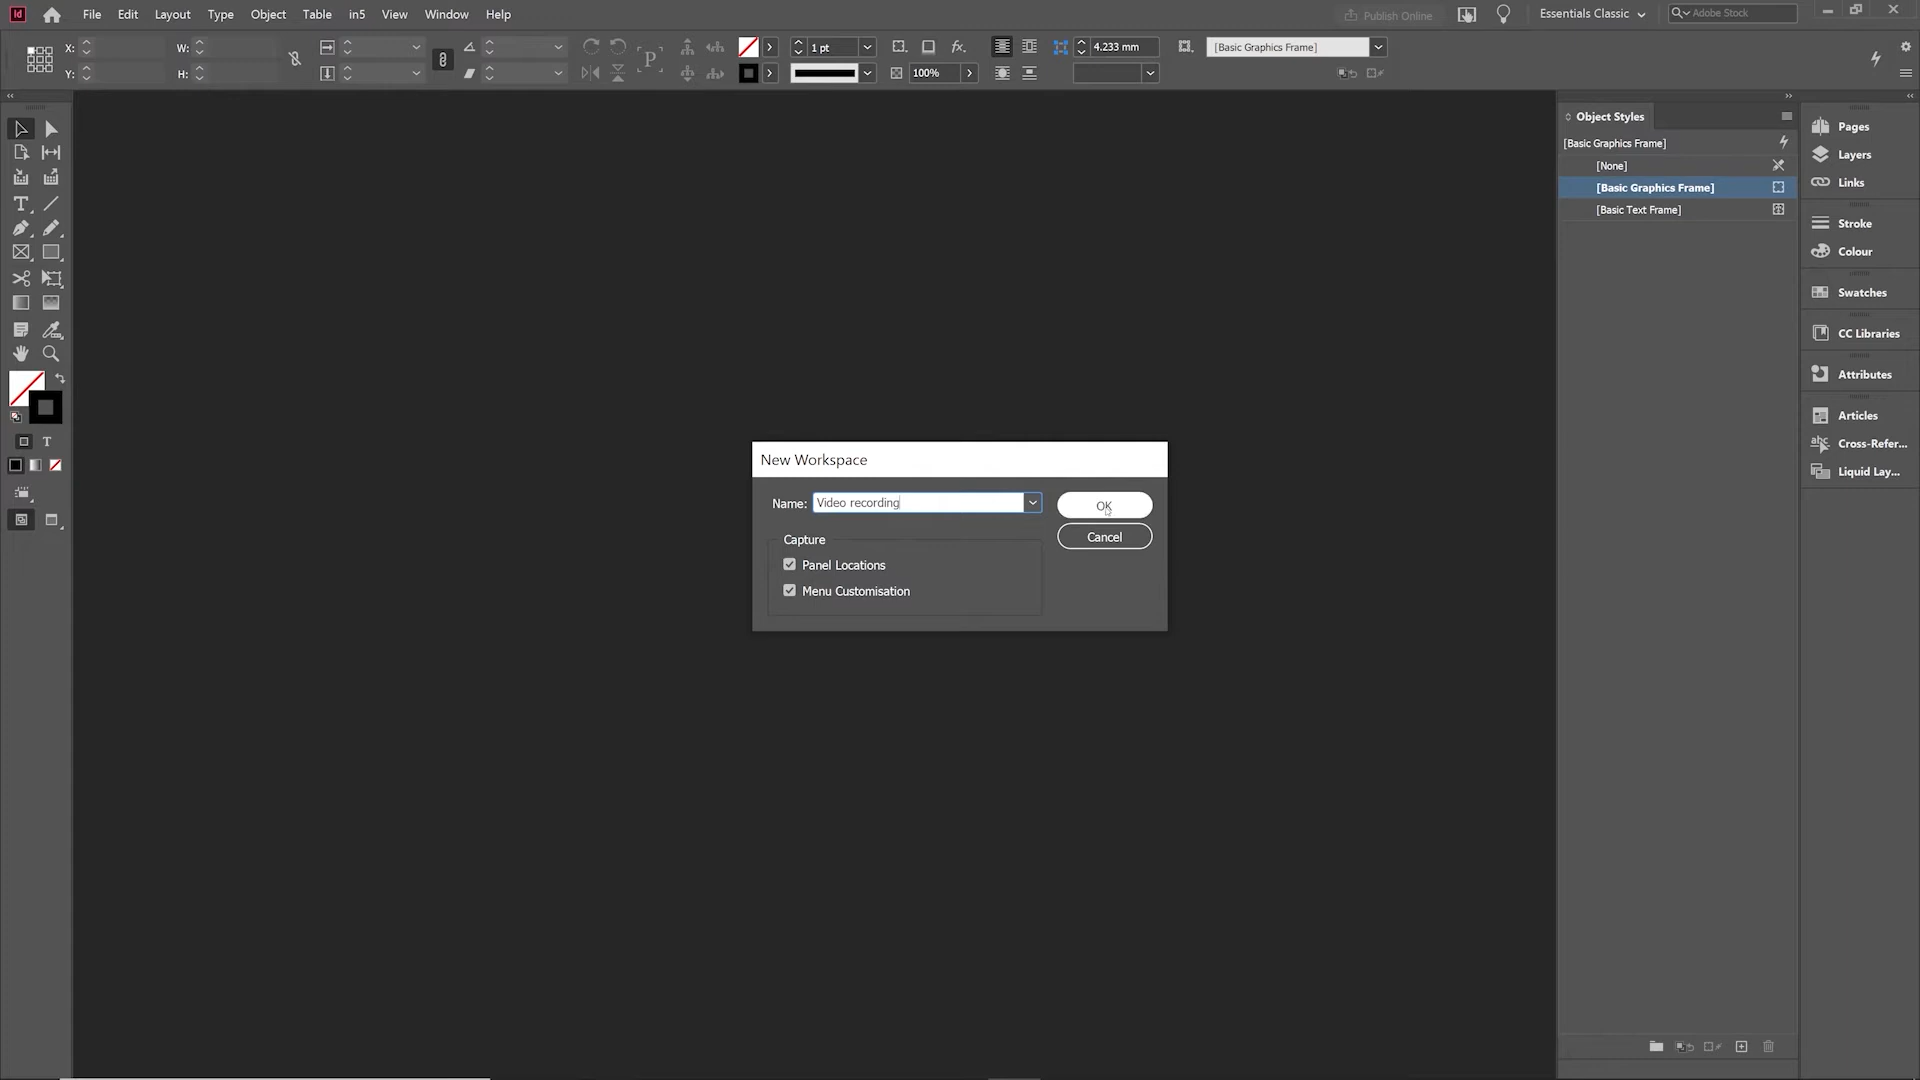 Id File Edit Layout Type Object Table in5 View Window Help Publish Online Essentials Classic Adobe Stock
X: W: 1 pt fx. 4.233 mm [Basic Graphics Frame]
Y: H: P 100%
Object Styles
[Basic Graphics Frame]
[None]
[Basic Graphics Frame]
[Basic Text Frame]
Pages
Layers
Links
Stroke
Colour
Swatches
CC Libraries
Attributes
Articles
Cross-Refer...
Liquid Lay...
T
T
New Workspace
Name: Video recording
OK
Cancel
Capture
Panel Locations
Menu Customisation